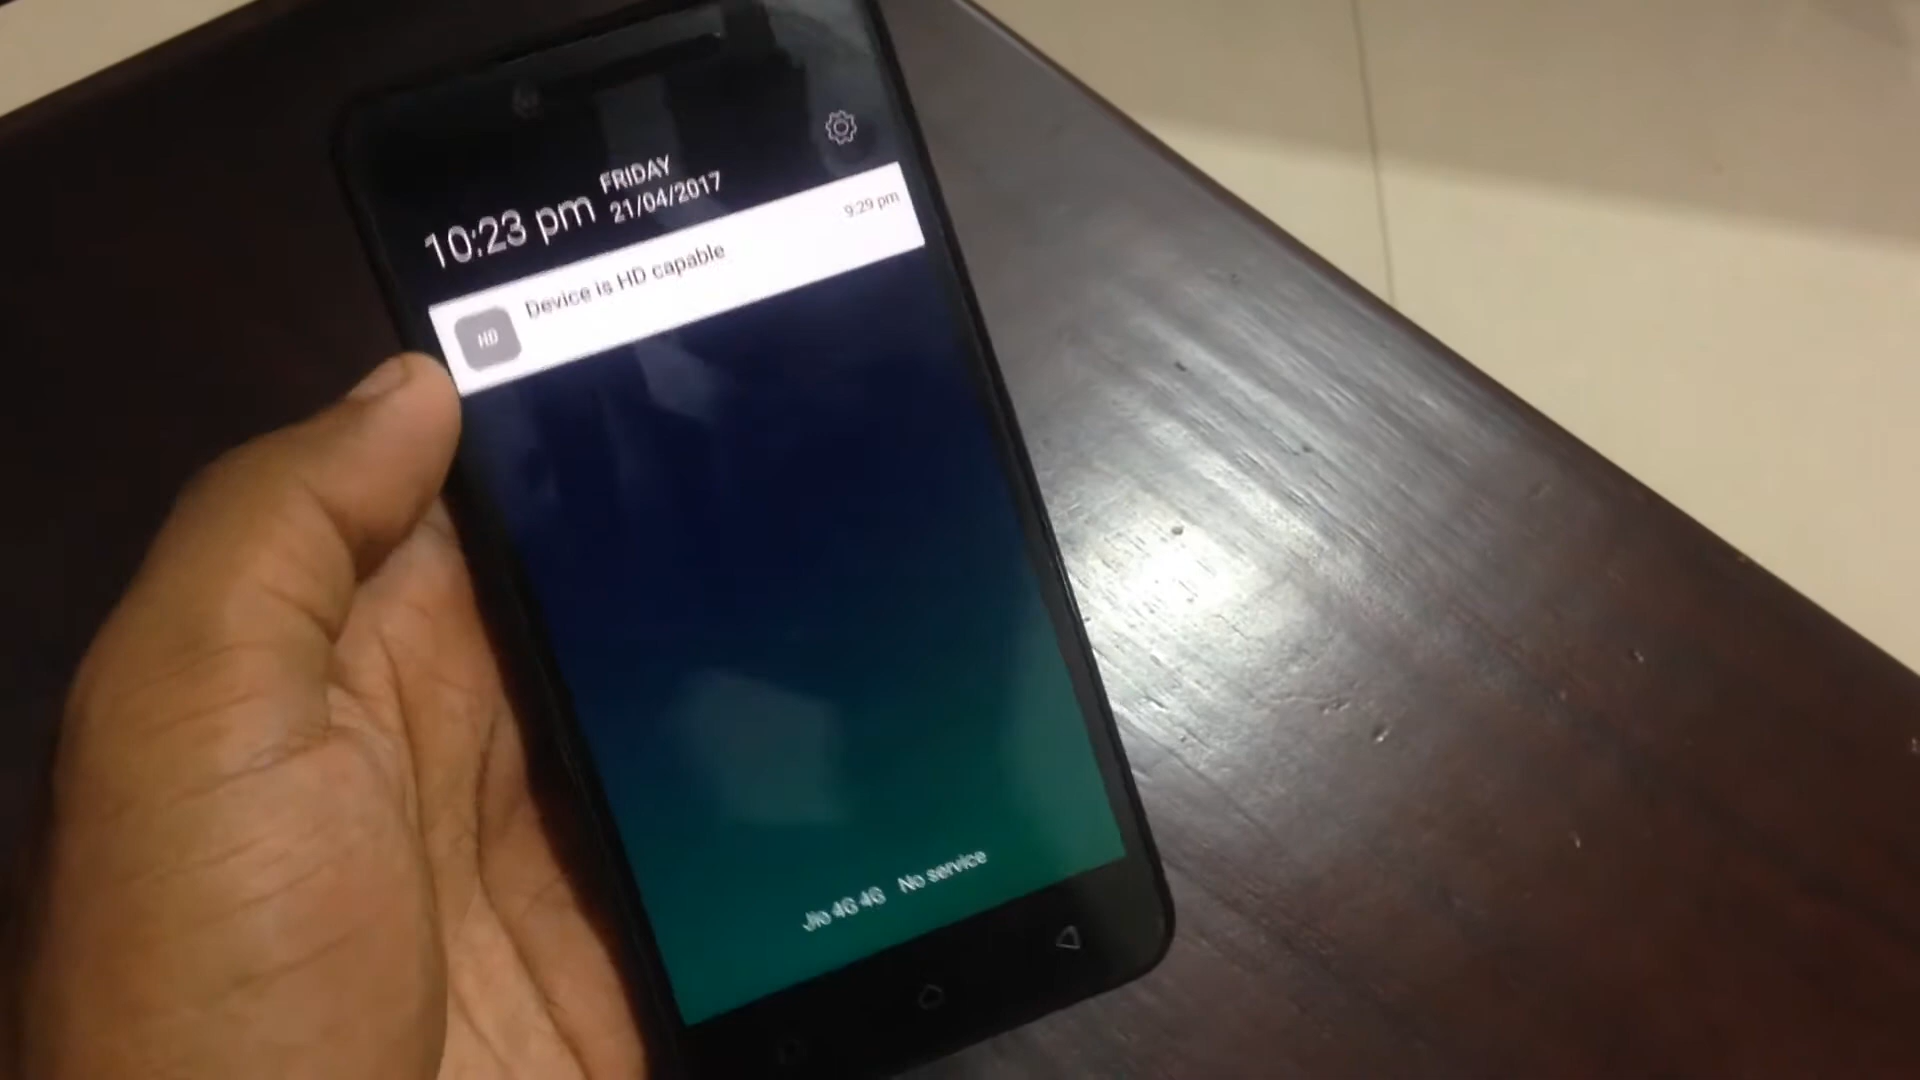 FRIDAY
10:23 pm 21/04/2017
9:29 pm
Device is HD capable
HD
Jio 4G 4G No service